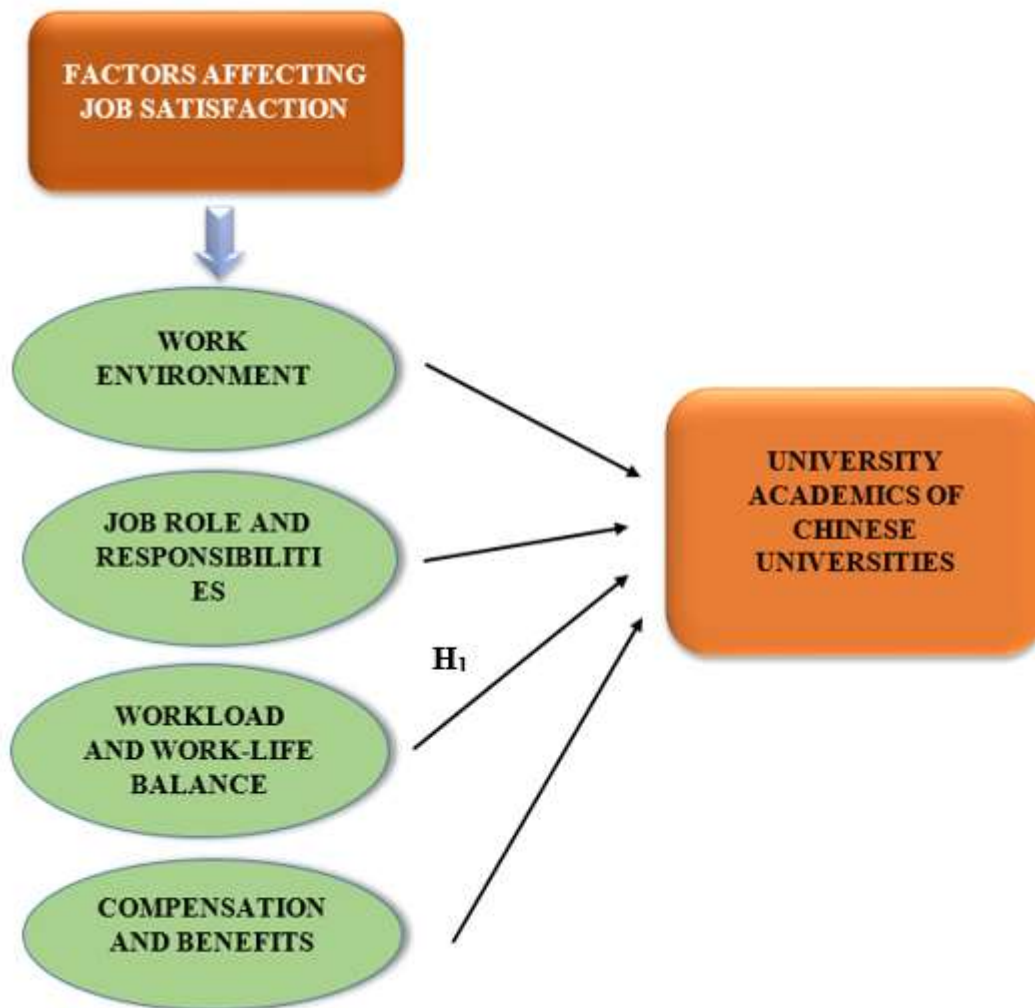 FACTORS AFFECTING
JOB SATISFACTION
WORK
ENVIRONMENT
JOB ROLE AND
RESPONSIBILITI
ES
H₁
WORKLOAD
AND WORK-LIFE
BALANCE
COMPENSATION
AND BENEFITS
UNIVERSITY
ACADEMICS OF
CHINESE
UNIVERSITIES